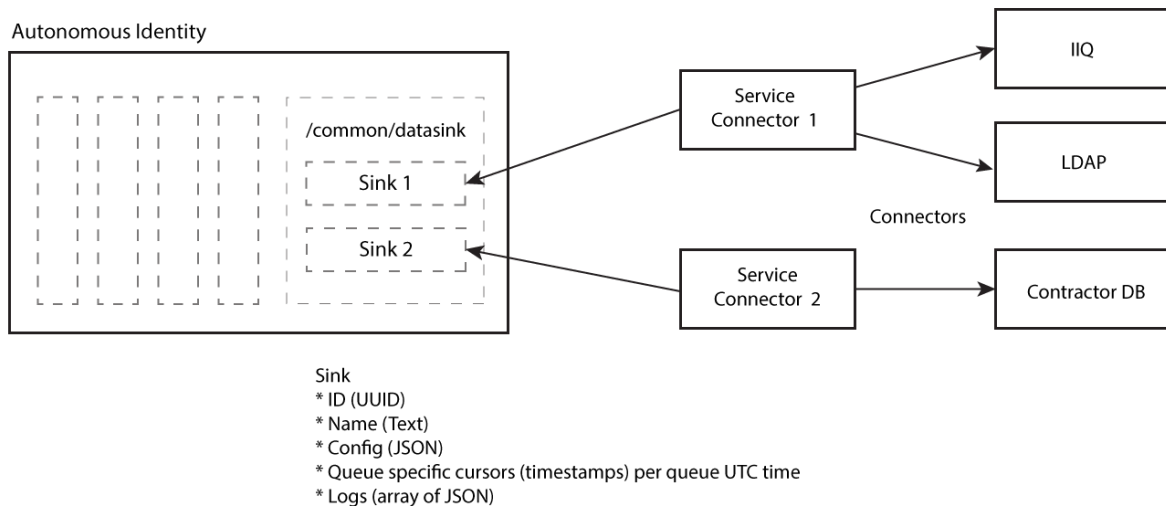 Autonomous Identity
/common/datasink
Sink 1
Sink 2
Service
Connector 1
Service
Connector 2
Connectors
IIQ
LDAP
Contractor DB
Sink
* ID (UUID)
* Name (Text)
* Config (JSON)
* Queue specific cursors (timestamps) per queue UTC time
* Logs (array of JSON)